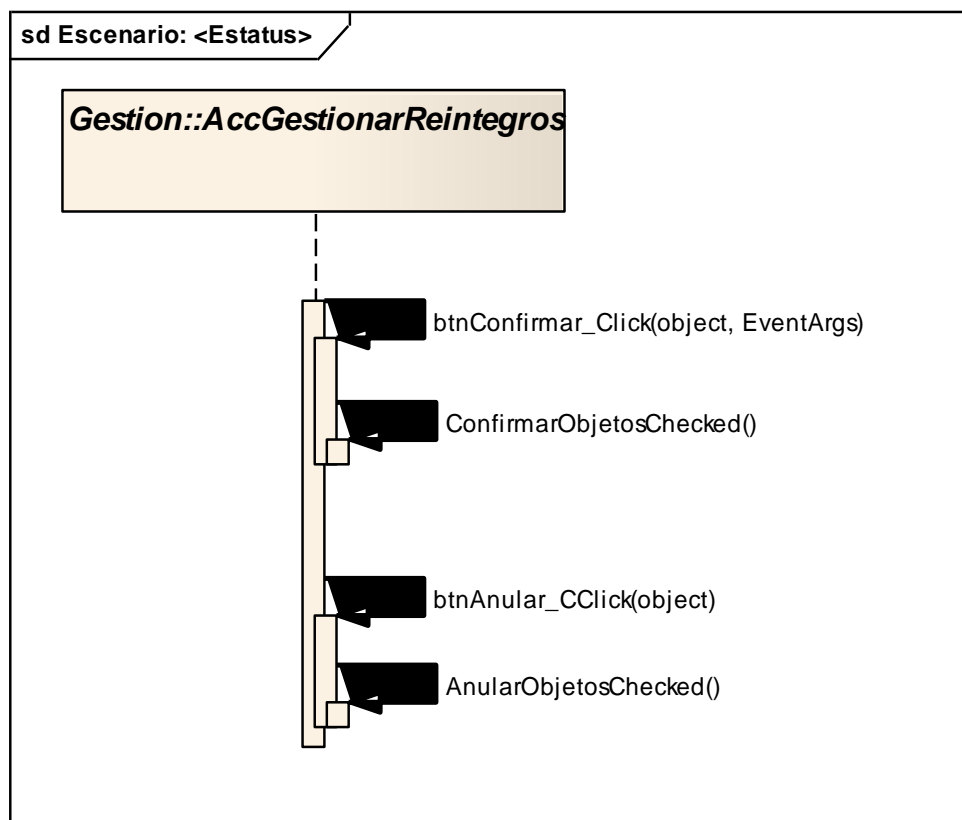 sd Escenario: <Estatus>
Gestion::AccGestionarReintegros
btnConfirmar_Click(object, EventArgs)
ConfirmarObjetosChecked()
btnAnular_CClick(object)
AnularObjetosChecked()